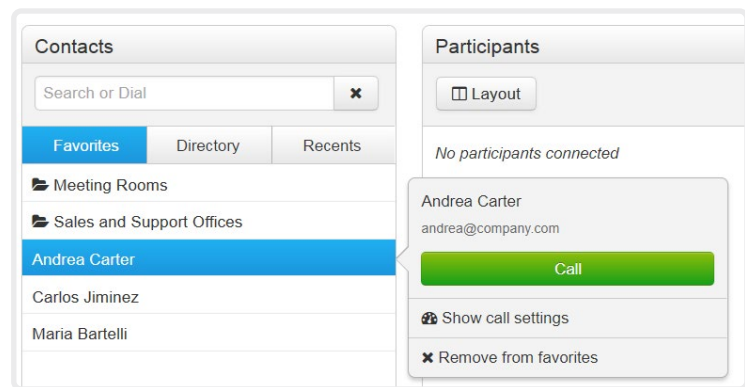 Contacts
Search or Dial
Favorites Directory Recents
Meeting Rooms
Sales and Support Offices
Andrea Carter
Carlos Jiminez
Maria Bartelli
Participants
Layout
No participants connected
Andrea Carter
andrea@company.com
Call
Show call settings
Remove from favorites